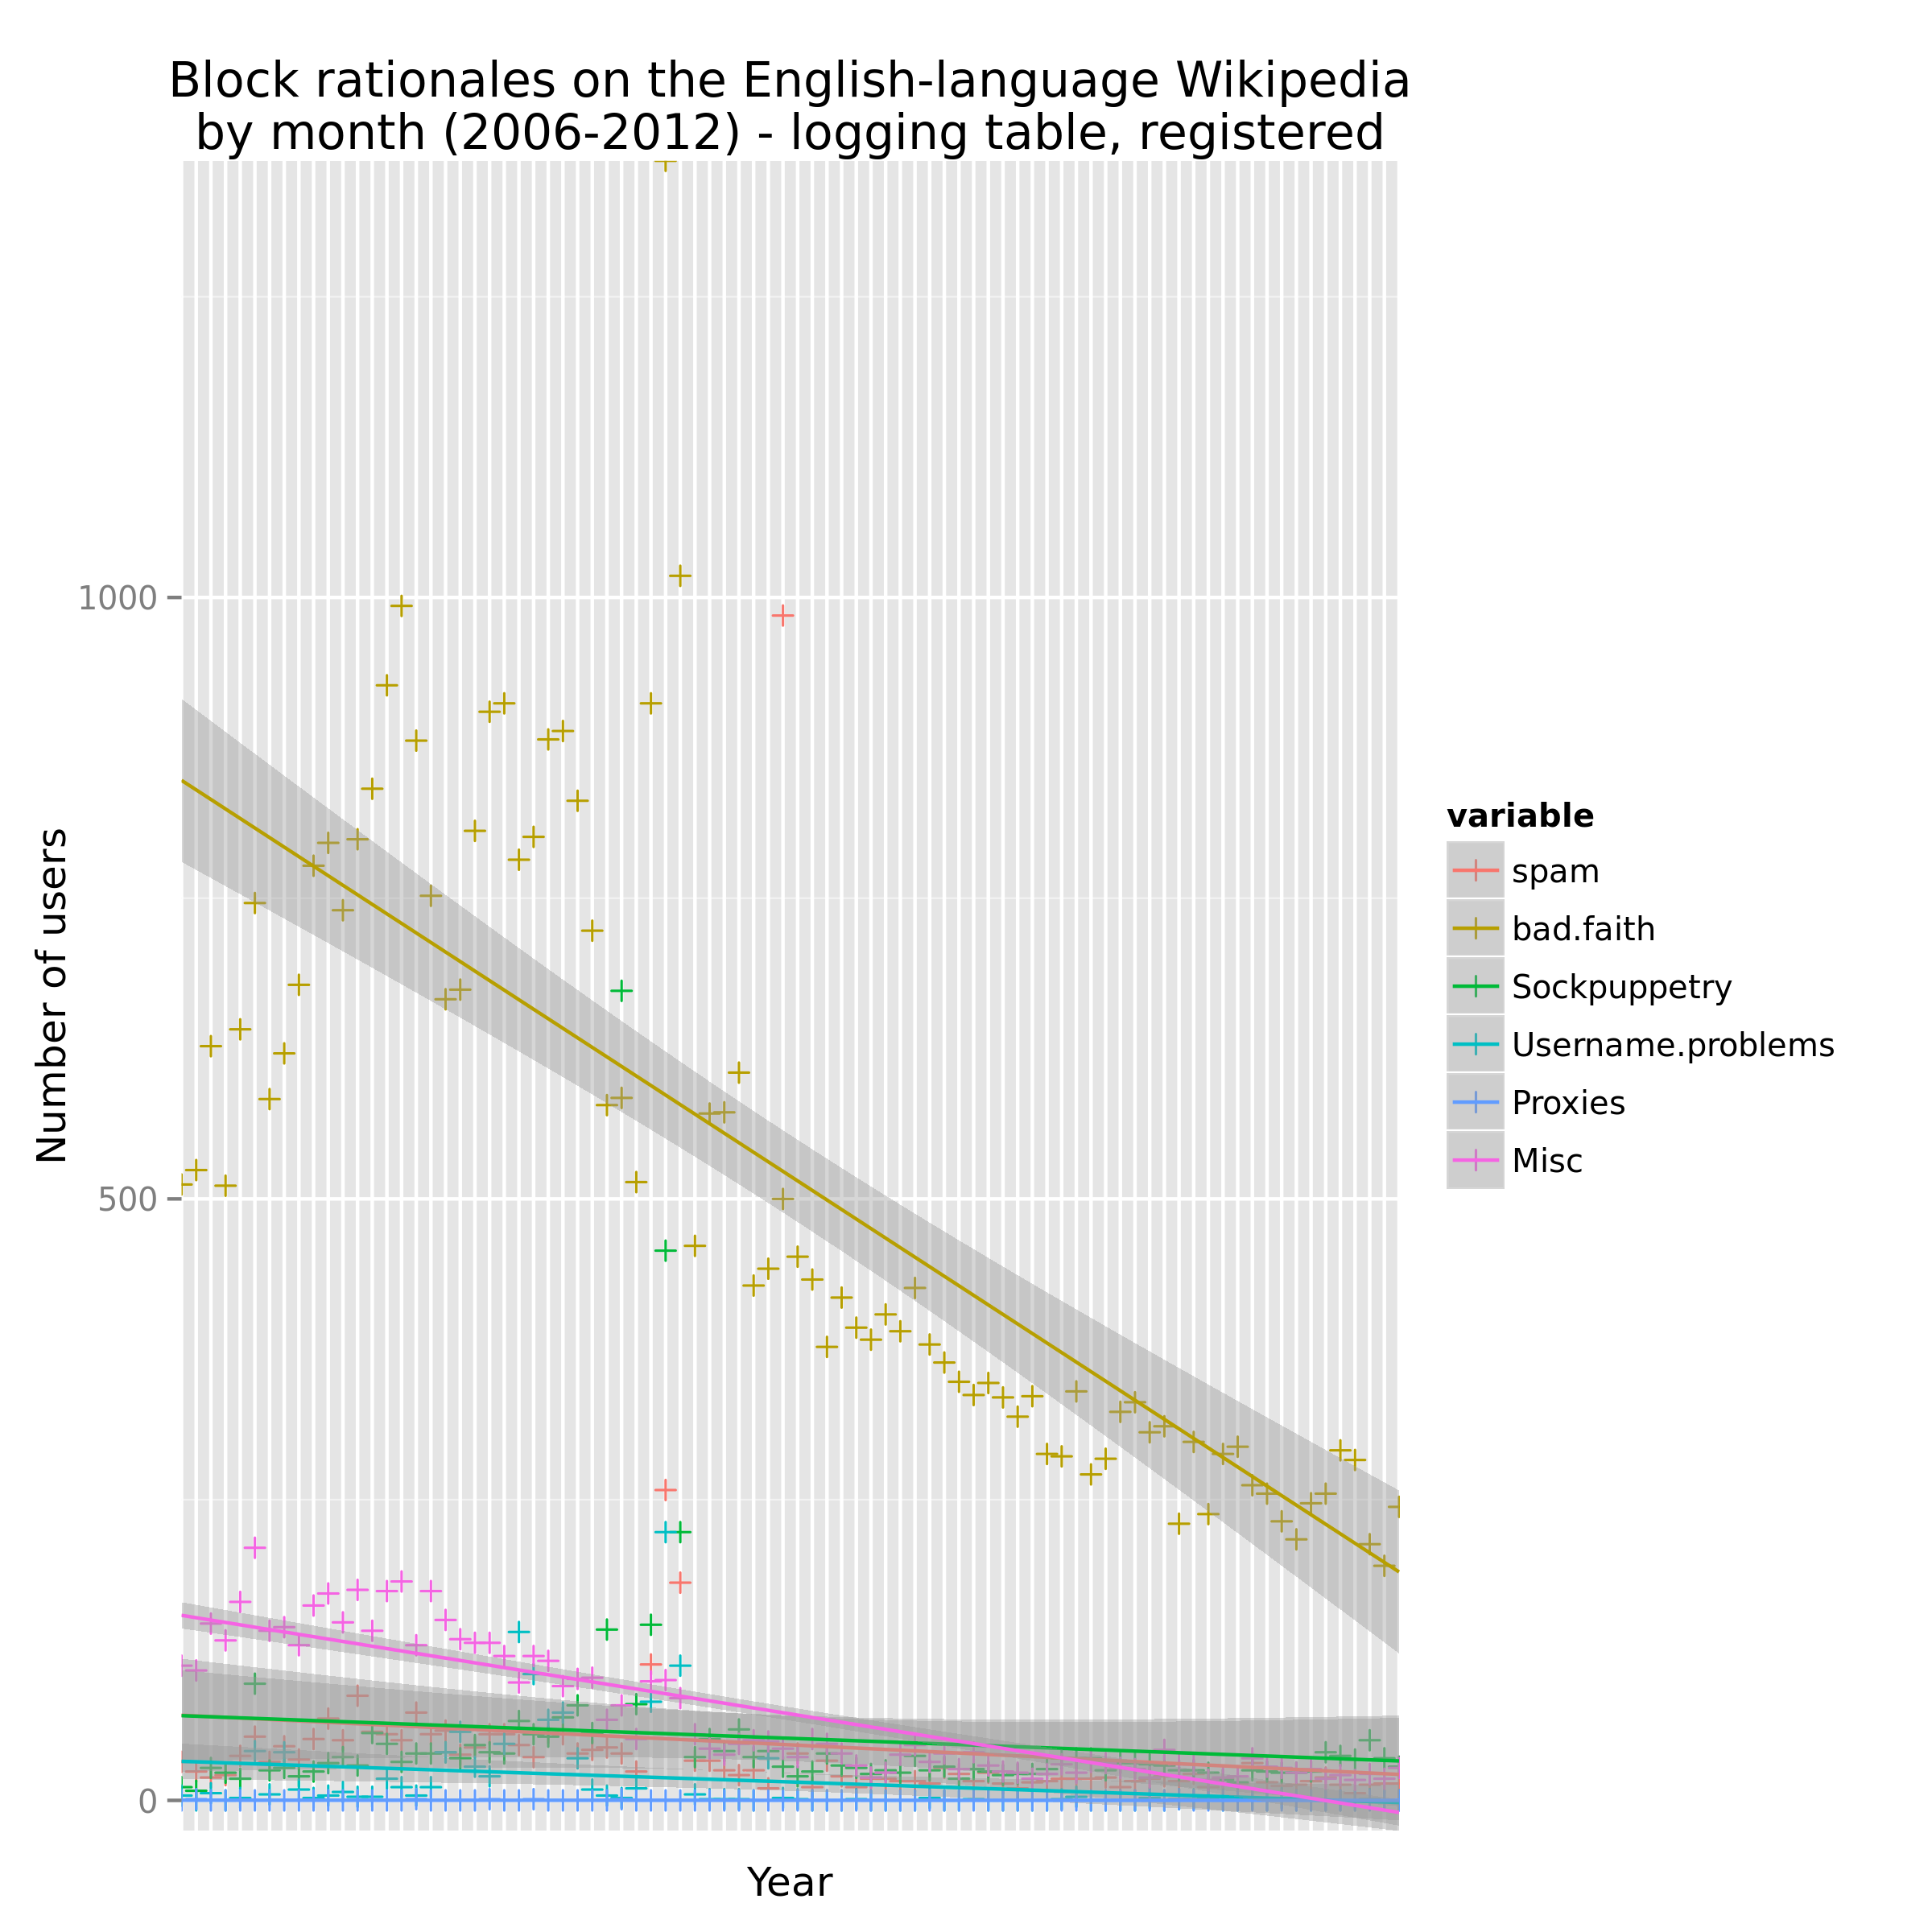 Block rationales on the English-language Wikipedia
by month (2006-2012) - logging table, registered
1000
500
0
Number of users
Year
variable
spam
bad.faith
Sockpuppetry
Username.problems
Proxies
Misc